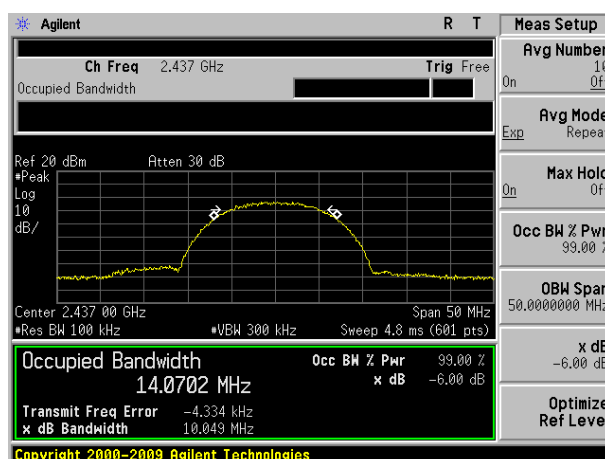 Agilent R T Meas Setup
Avg Number
10
On Off
Ch Freq 2.437 GHz Trig Free
Occupied Bandwidth
Avg Mode
Exp Repeat
Ref 20 dBm Atten 30 dB
#Peak
Log
10
dB/
Max Hold
On Off
Occ BW % Pwr
99.00 %
OBW Span
50.0000000 MHz
Center 2.437 00 GHz Span 50 MHz
#Res BW 100 kHz #VBW 300 kHz Sweep 4.8 ms (601 pts)
x dB
-6.00 dB
Occupied Bandwidth Occ BW % Pwr 99.00 %
14.0702 MHz x dB -6.00 dB
Transmit Freq Error -4.334 kHz
x dB Bandwidth 10.049 MHz
Optimize
Ref Level
Copyright 2000-2009 Agilent Technologies